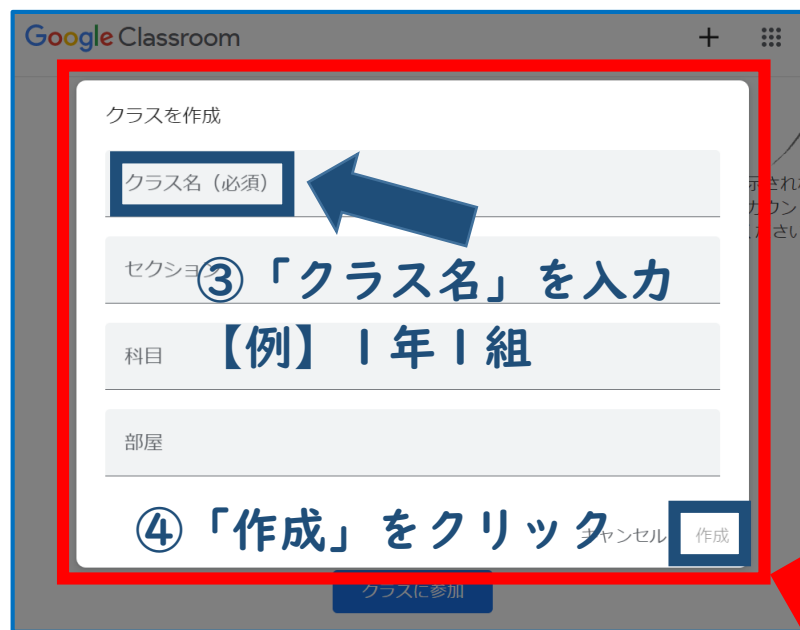 Google Classroom
クラスを作成
クラス名（必須）
セクション
③「クラス名」を入力
【例】１年１組
科目
部屋
④「作成」をクリック
キャンセル
作成
クラスに参加